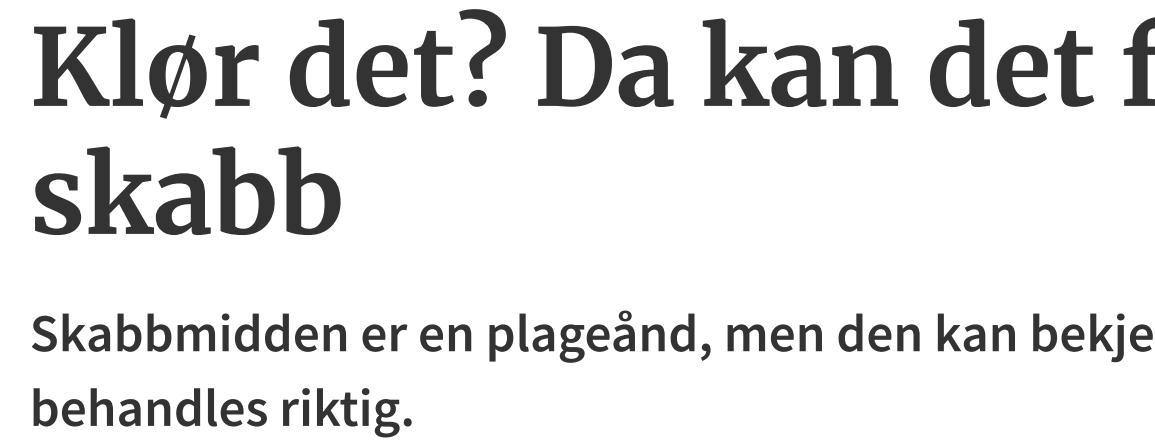 Klør det? Da kan det
skabb
Skabbmidden er en plageånd, men den kan
behandles riktig.